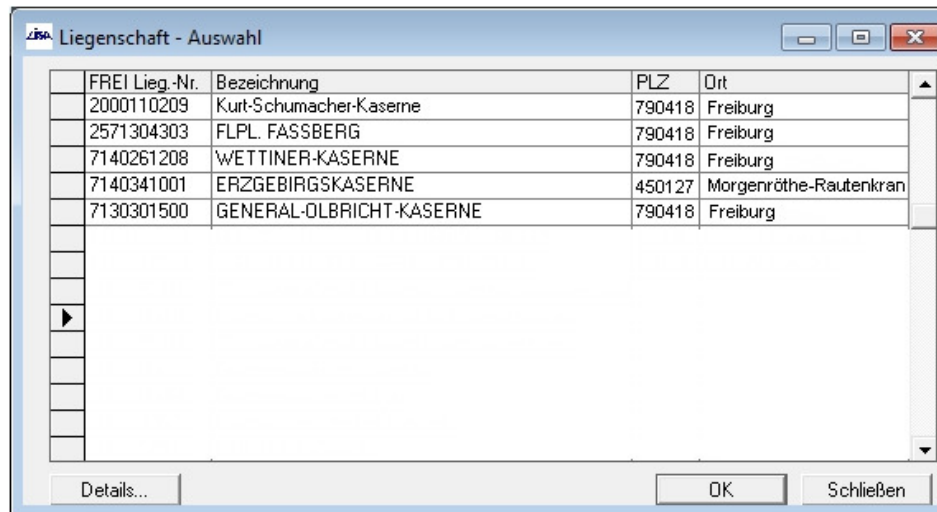 LISA Liegenschaft - Auswahl
FREI Lieg.-Nr. Bezeichnung PLZ Ort
2000110209 Kurt-Schumacher-Kaserne 790418 Freiburg
2571304303 FLPL. FASSBERG 790418 Freiburg
7140261208 WETTINER-KASERNE 790418 Freiburg
7140341001 ERZGEBIRGSKASERNE 450127 Morgenröthe-Rautenkran
7130301500 GENERAL-OLBRICHT-KASERNE 790418 Freiburg
Details... OK Schließen